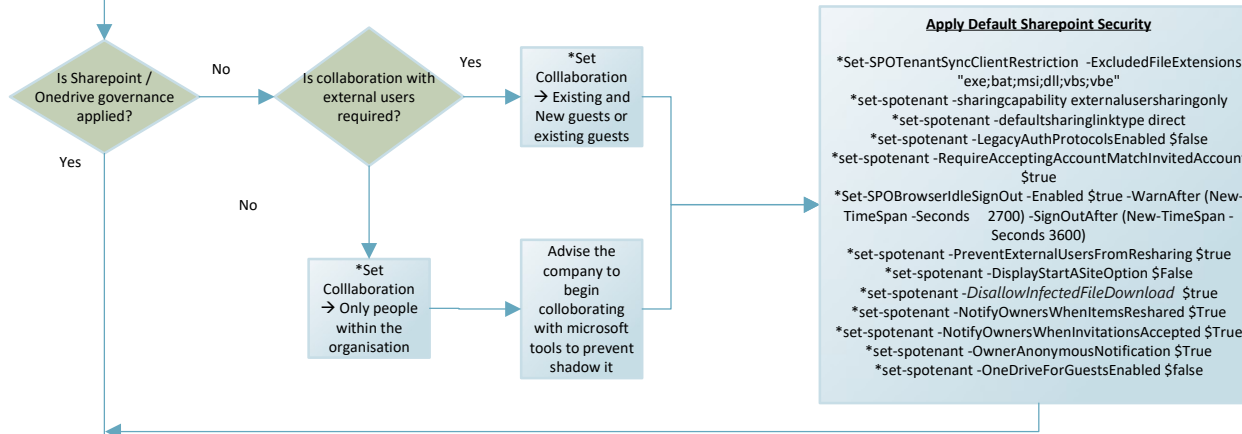 Is Sharepoint /
Onedrive governance
applied?
No
Yes
Is collaboration with
external users
required?
Yes
No
*Set
Colllaboration
→ Existing and
New guests or
existing guests
*Set
Colllaboration
→ Only people
within the
organisation
Advise the
company to
begin
colloborating
with microsoft
tools to prevent
shadow it
Apply Default Sharepoint Security
*Set-SPOTenantSyncClientRestriction -ExcludedFileExtensions
"exe;bat;msi;dll;vbs;vbe"
*set-spotenant -sharingcapability externalusersharingonly
*set-spotenant -defaultsharinglinktype direct
*set-spotenant -LegacyAuthProtocolsEnabled $false
*set-spotenant -RequireAcceptingAccountMatchInvitedAccount
$true
*Set-SPOBrowserIdleSignOut -Enabled $true -WarnAfter (New-
TimeSpan -Seconds 2700) -SignOutAfter (New-TimeSpan -
Seconds 3600)
*set-spotenant -PreventExternalUsersFromResharing $true
*set-spotenant -DisplayStartASiteOption $False
*set-spotenant -DisallowInfectedFileDownload $true
*set-spotenant -NotifyOwnersWhenItemsReshared $True
*set-spotenant -NotifyOwnersWhenInvitationsAccepted $True
*set-spotenant -OwnerAnonymousNotification $True
*set-spotenant -OneDriveForGuestsEnabled $false